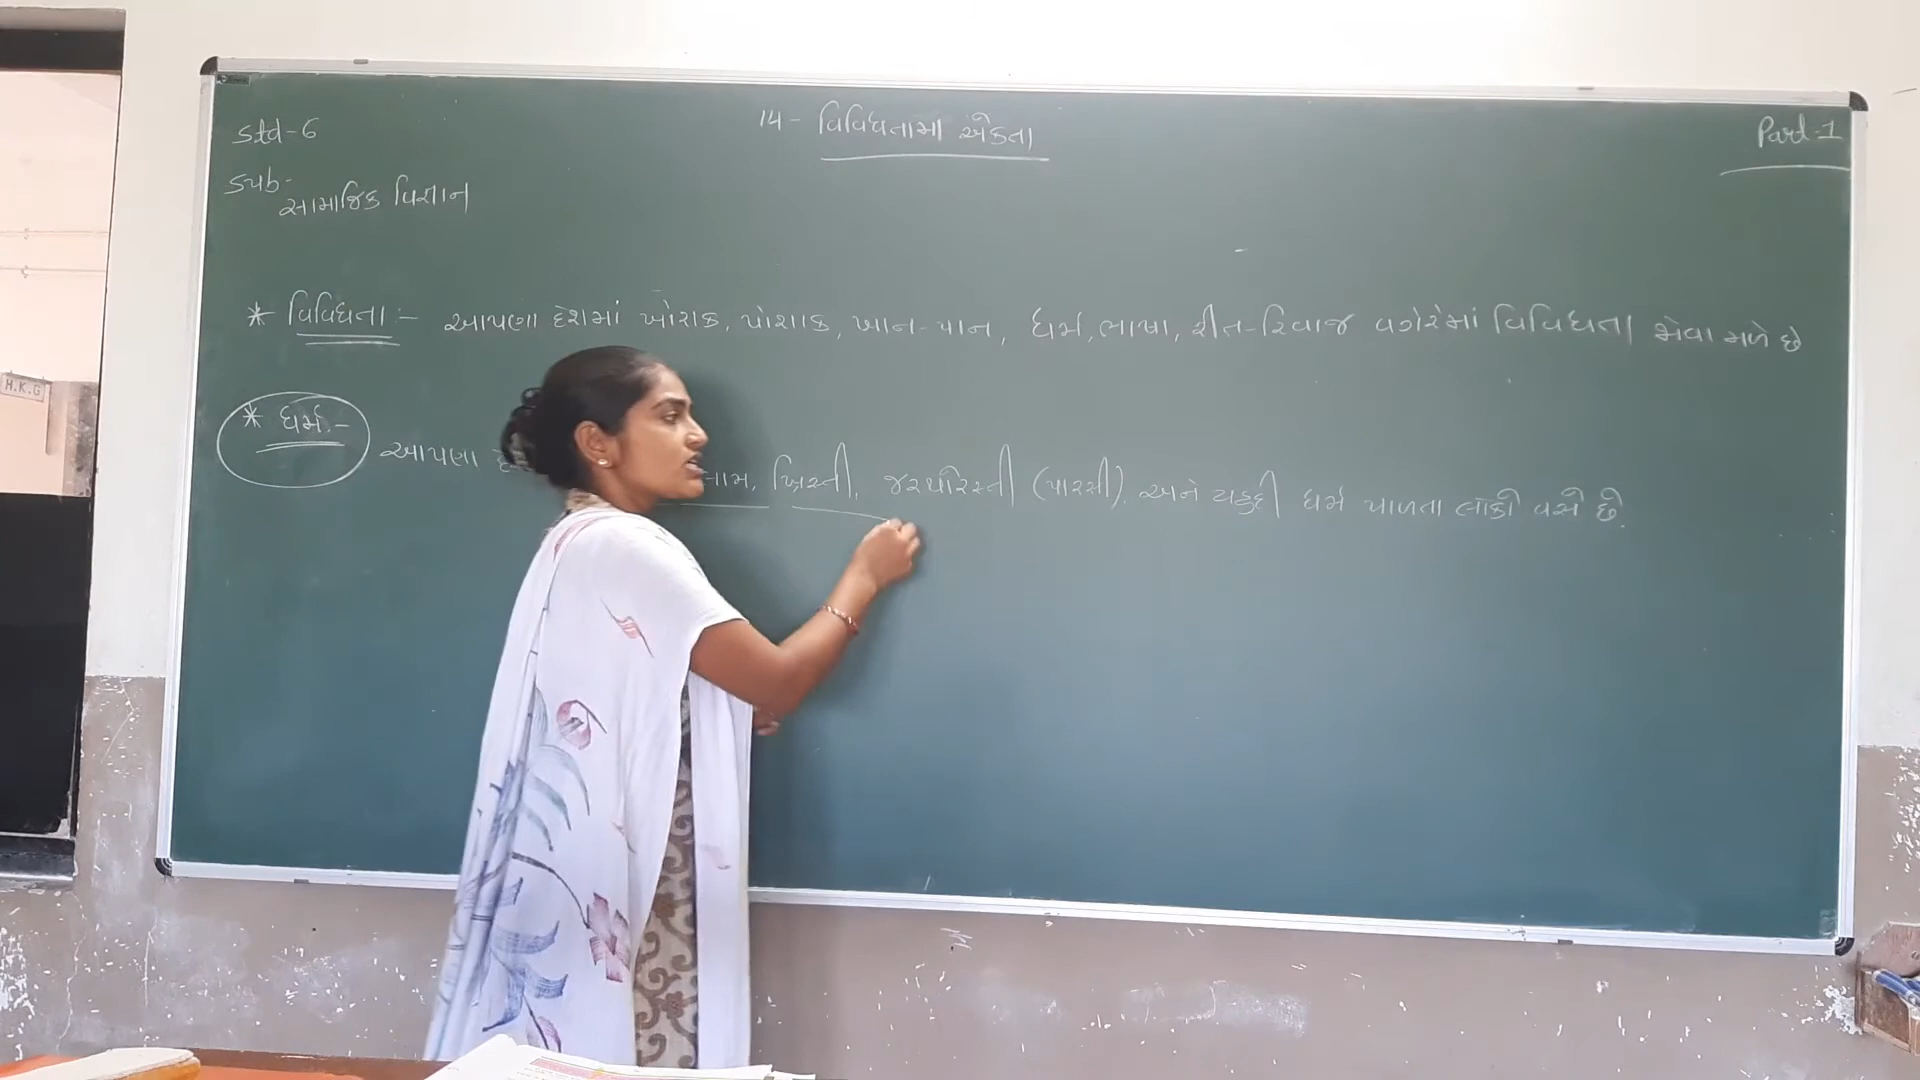 Std-6
14- વિવિધતામાં એકતા
Part-1
Sub-
સામાજિક વિજ્ઞાન
* વિવિધતા :- આપણા દેશમાં ખોરાક, પોશાક, ખાન-પાન, ધર્મ, ભાષા, રીત-રિવાજ વગેરેમાં વિવિધતા જોવા મળે છે
* ધર્મ :-
આપણા લામ, ખ્રિસ્તી, જરથોસ્તી (પારસી), અને યહૂદી ધર્મ પાળતા લોકો વસે છે.
H.K.G